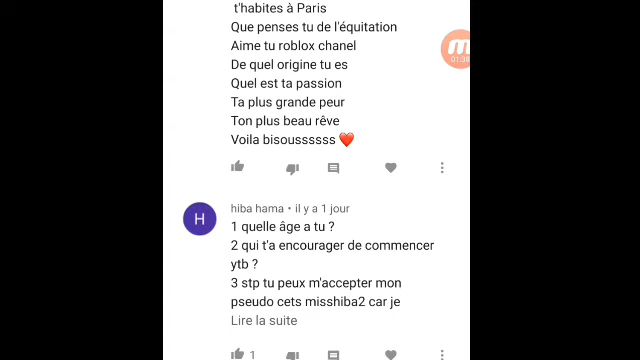 t'habites à Paris
Que penses tu de l'équitation
Aime tu roblox chanel
De quel origine tu es
Quel est ta passion
Ta plus grande peur
Ton plus beau rêve
Voila bisoussssss ❤️
hiba hama • il y a 1 jour
H
1 quelle âge a tu ?
2 qui t'a encourager de commencer
ytb ?
3 stp tu peux m'accepter mon
pseudo cets misshiba2 car je
Lire la suite
1